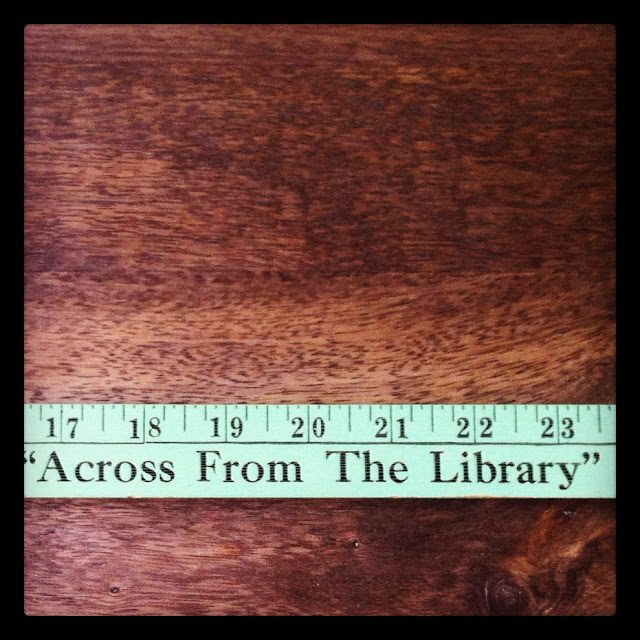 17 18 19 20 21 22 23
“Across From The Library”